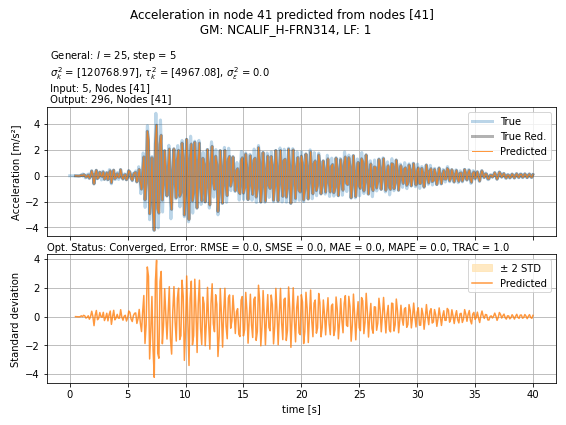 Acceleration in node 41 predicted from nodes [41]
GM: NCALIF_H-FRN314, LF: 1
General: l = 25, step = 5
σ²ₖ = [120768.97], τ²ₖ = [4967.08], σ²ε = 0.0
Input: 5, Nodes [41]
Output: 296, Nodes [41]
Acceleration [m/s²]
4
2
0
−2
−4
True
True Red.
Predicted
Opt. Status: Converged, Error: RMSE = 0.0, SMSE = 0.0, MAE = 0.0, MAPE = 0.0, TRAC = 1.0
Standard deviation
4
2
0
−2
−4
± 2 STD
Predicted
0 5 10 15 20 25 30 35 40
time [s]